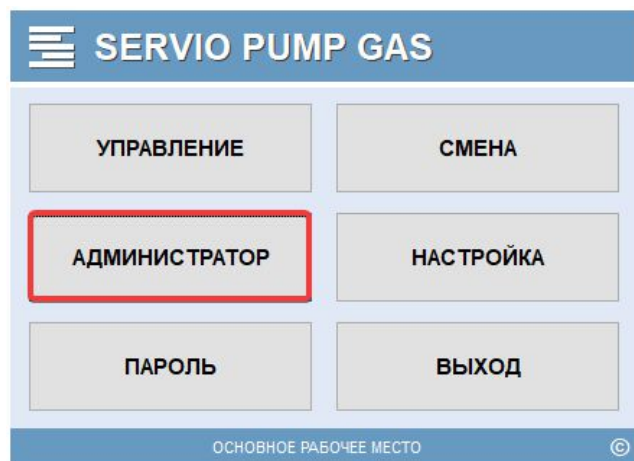 SERVIO PUMP GAS
УПРАВЛЕНИЕ
СМЕНА
АДМИНИСТРАТОР
НАСТРОЙКА
ПАРОЛЬ
ВЫХОД
ОСНОВНОЕ РАБОЧЕЕ МЕСТО ©